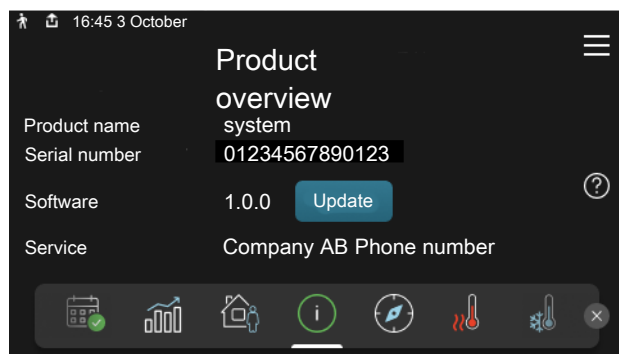 16:45 3 October
Product
overview
Product name system
Serial number 01234567890123
Software 1.0.0 Update
Service Company AB Phone number